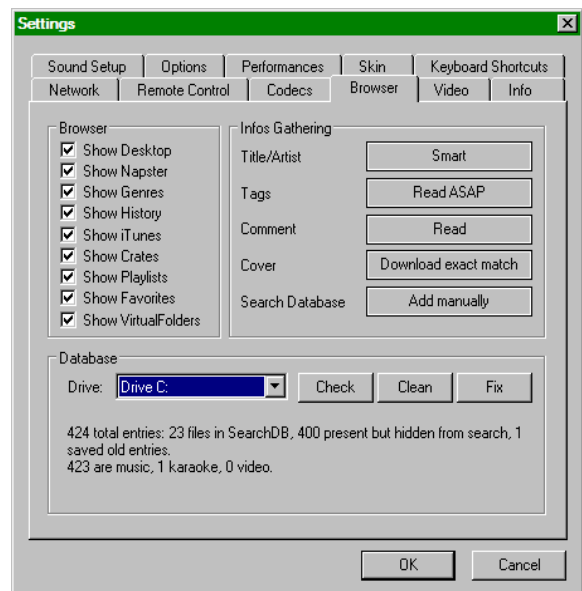 Settings
Sound Setup Options Performances Skin Keyboard Shortcuts
Network Remote Control Codecs Browser Video Info
Browser
Show Desktop
Show Napster
Show Genres
Show History
Show iTunes
Show Crates
Show Playlists
Show Favorites
Show VirtualFolders
Infos Gathering
Title/Artist Smart
Tags Read ASAP
Comment Read
Cover Download exact match
Search Database Add manually
Database
Drive: Drive C: Check Clean Fix
424 total entries: 23 files in SearchDB, 400 present but hidden from search, 1
saved old entries.
423 are music, 1 karaoke, 0 video.
OK Cancel